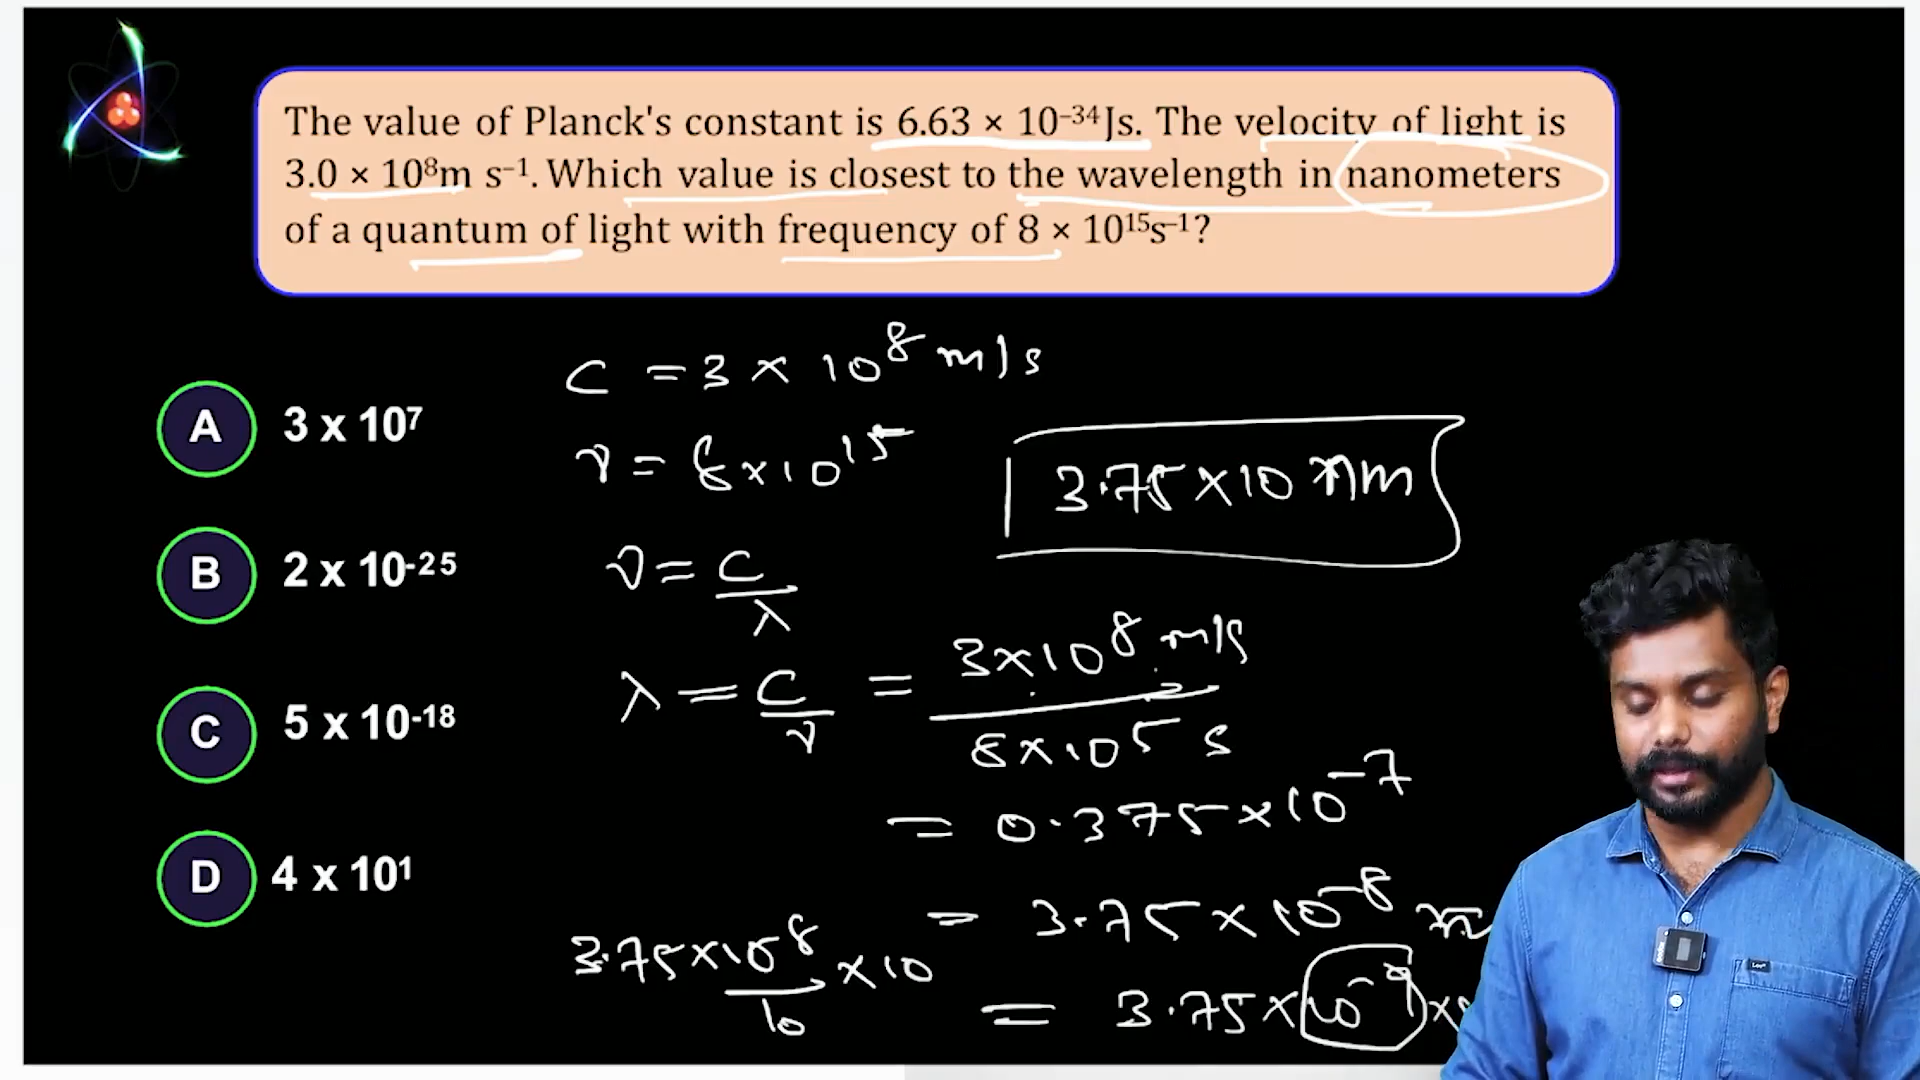 The value of Planck's constant is 6.63 × 10⁻³⁴Js. The velocity of light is
3.0 × 10⁸m s⁻¹. Which value is closest to the wavelength in nanometers
of a quantum of light with frequency of 8 × 10¹⁵s⁻¹?
A 3 x 10⁷
B 2 x 10⁻²⁵
C 5 x 10⁻¹⁸
D 4 x 10¹
C = 3 × 10⁸ m/s
ν = 8×10¹⁵
3.75×10 nm
ν = C/λ
λ = C/ν = 3×10⁸ m/s / 8×10¹⁵ s
= 0.375×10⁻⁷
= 3.75×10⁻⁸ m
3.75×10⁸/10 ×10
= 3.75×10⁻⁹×